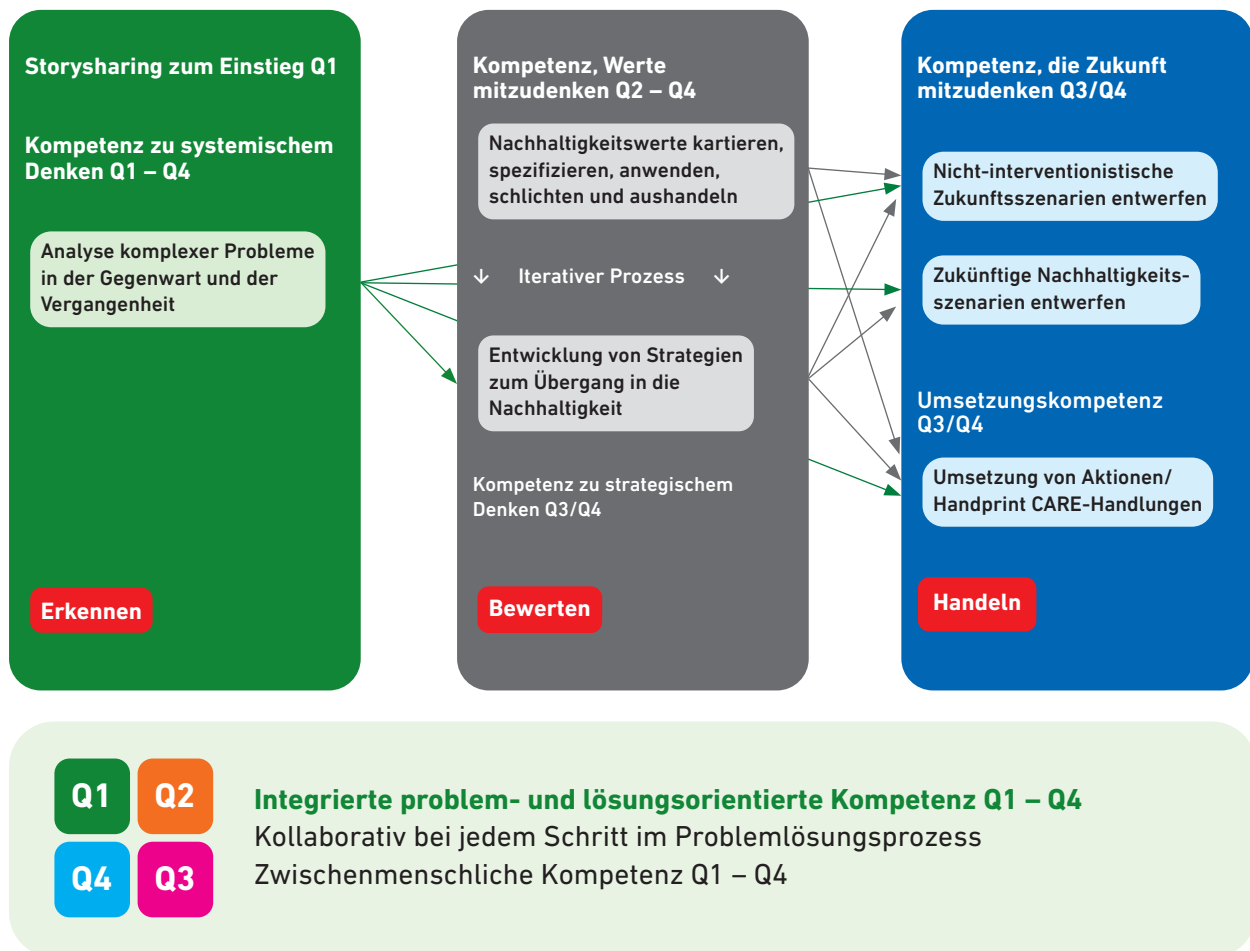 Storysharing zum Einstieg Q1
Kompetenz zu systemischem
Denken Q1 – Q4
Analyse komplexer Probleme
in der Gegenwart und der
Vergangenheit
Erkennen
Kompetenz, Werte
mitzudenken Q2 – Q4
Nachhaltigkeitswerte kartieren,
spezifizieren, anwenden,
schlichten und aushandeln
↓ Iterativer Prozess ↓
Entwicklung von Strategien
zum Übergang in die
Nachhaltigkeit
Kompetenz zu strategischem
Denken Q3/Q4
Bewerten
Kompetenz, die Zukunft
mitzudenken Q3/Q4
Nicht-interventionistische
Zukunftsszenarien entwerfen
Zukünftige Nachhaltigkeits-
szenarien entwerfen
Umsetzungskompetenz
Q3/Q4
Umsetzung von Aktionen/
Handprint CARE-Handlungen
Handeln
Q1 Q2
Q4 Q3
Integrierte problem- und lösungsorientierte Kompetenz Q1 – Q4
Kollaborativ bei jedem Schritt im Problemlösungsprozess
Zwischenmenschliche Kompetenz Q1 – Q4